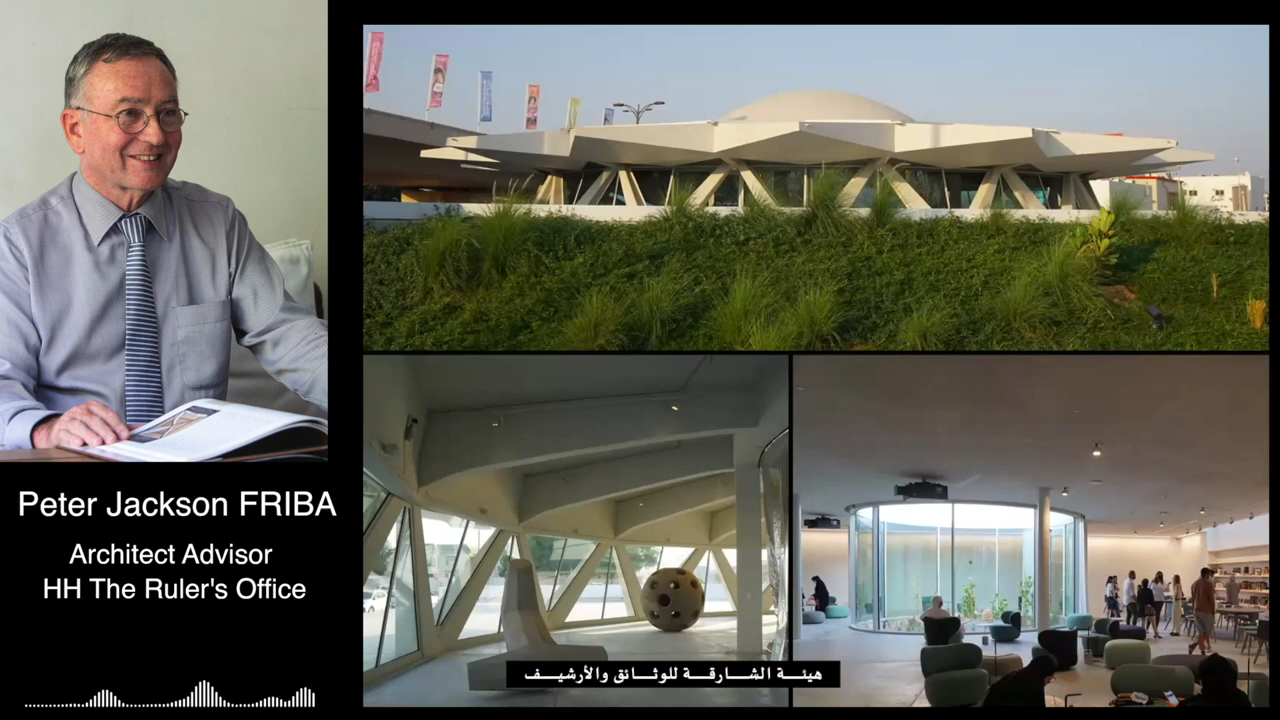 Peter Jackson FRIBA
Architect Advisor
HH The Ruler's Office
هيئة الشارقة للوثائق والأرشيف